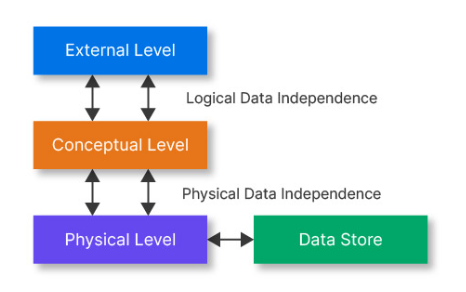 External Level
Logical Data Independence
Conceptual Level
Physical Data Independence
Physical Level
Data Store